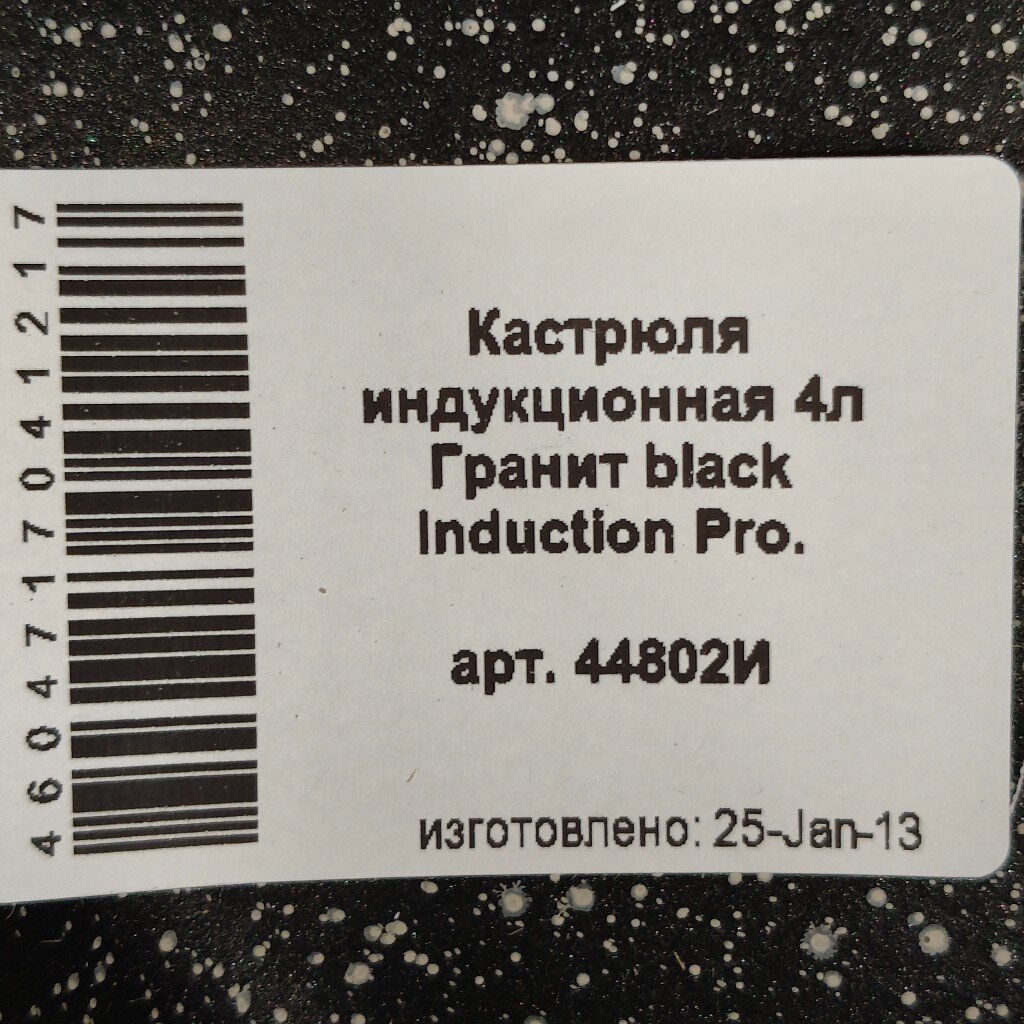 Кастрюля
индукционная 4л
Гранит black
Induction Pro.
арт. 44802И
изготовлено: 25-Jan-13
4604717041217